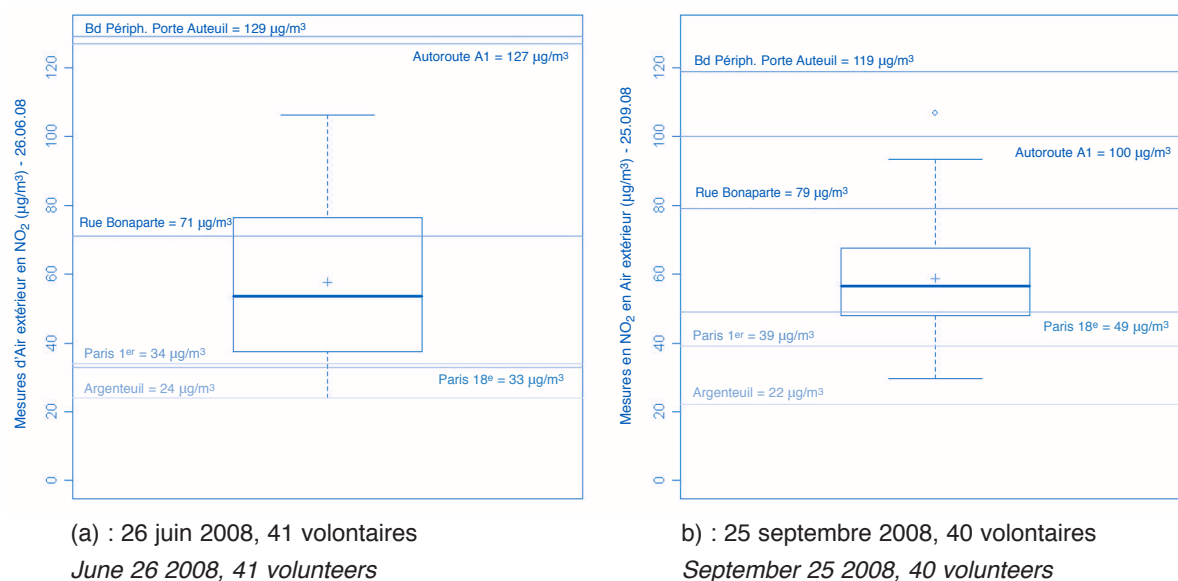 Mesures d'Air extérieur en NO₂ (µg/m³) - 26.06.08
0
20
40
60
80
100
120
Bd Périph. Porte Auteuil = 129 µg/m³
Autoroute A1 = 127 µg/m³
Rue Bonaparte = 71 µg/m³
Paris 1ᵉʳ = 34 µg/m³
Paris 18ᵉ = 33 µg/m³
Argenteuil = 24 µg/m³
(a) : 26 juin 2008, 41 volontaires
June 26 2008, 41 volunteers
Mesures en NO₂ en Air extérieur (µg/m³) - 25.09.08
0
20
40
60
80
100
120
Bd Périph. Porte Auteuil = 119 µg/m³
Autoroute A1 = 100 µg/m³
Rue Bonaparte = 79 µg/m³
Paris 18ᵉ = 49 µg/m³
Paris 1ᵉʳ = 39 µg/m³
Argenteuil = 22 µg/m³
b) : 25 septembre 2008, 40 volontaires
September 25 2008, 40 volunteers